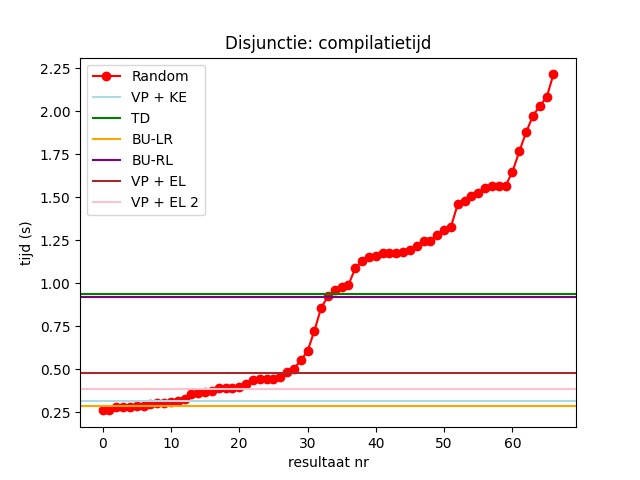 Disjunctie: compilatietijd
Random
VP + KE
TD
BU-LR
BU-RL
VP + EL
VP + EL 2
tijd (s)
2.25
2.00
1.75
1.50
1.25
1.00
0.75
0.50
0.25
0 10 20 30 40 50 60
resultaat nr